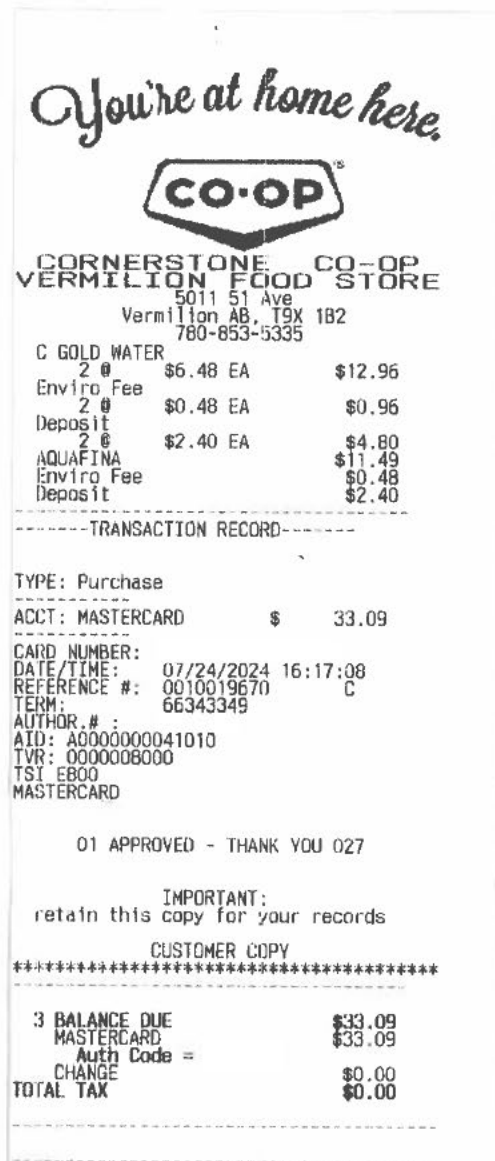 You're at home here.
CO·OP
CORNERSTONE CO-OP
VERMILION FOOD STORE
5011 51 Ave
Vermilion AB, T9X 1B2
780-853-5335
C GOLD WATER
2 @ $6.48 EA $12.96
Enviro Fee
2 @ $0.48 EA $0.96
Deposit
2 @ $2.40 EA $4.80
AQUAFINA $11.49
Enviro Fee $0.48
Deposit $2.40
-------TRANSACTION RECORD-------
TYPE: Purchase
ACCT: MASTERCARD $ 33.09
CARD NUMBER:
DATE/TIME: 07/24/2024 16:17:08
REFERENCE #: 0010019670 C
TERM: 66343349
AUTHOR.# :
AID: A0000000041010
TVR: 0000008000
TSI E800
MASTERCARD
01 APPROVED - THANK YOU 027
IMPORTANT:
retain this copy for your records
CUSTOMER COPY
****************************************
3 BALANCE DUE $33.09
MASTERCARD $33.09
Auth Code =
CHANGE $0.00
TOTAL TAX $0.00